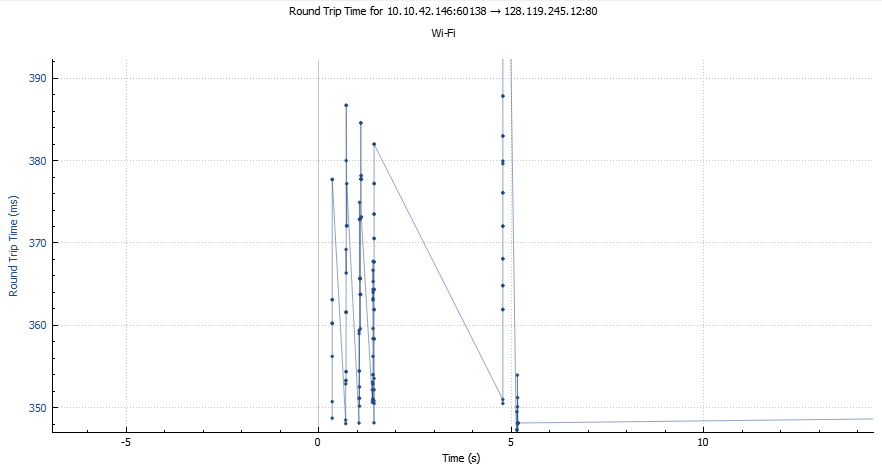 Round Trip Time for 10.10.42.146:60138 → 128.119.245.12:80
Wi-Fi
390
380
370
360
350
Round Trip Time (ms)
-5
0
5
10
Time (s)